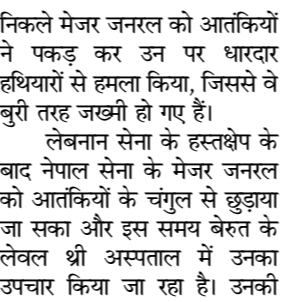 निकले मेजर जनरल को आतंकियों
ने पकड़ कर उन पर धारदार
हथियारों से हमला किया, जिससे वे
बुरी तरह जख्मी हो गए हैं।
लेबनान सेना के हस्तक्षेप के
बाद नेपाल सेना के मेजर जनरल
को आतंकियों के चंगुल से छुड़ाया
जा सका और इस समय बेरुत के
लेवल थ्री अस्पताल में उनका
उपचार किया जा रहा है। उनकी